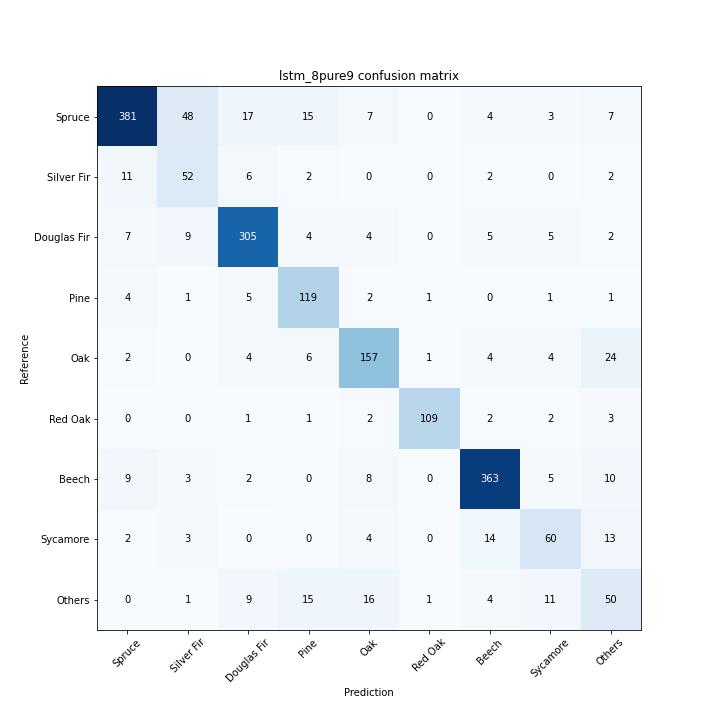 lstm_8pure9 confusion matrix
Reference
Spruce 381 48 17 15 7 0 4 3 7
Silver Fir 11 52 6 2 0 0 2 0 2
Douglas Fir 7 9 305 4 4 0 5 5 2
Pine 4 1 5 119 2 1 0 1 1
Oak 2 0 4 6 157 1 4 4 24
Red Oak 0 0 1 1 2 109 2 2 3
Beech 9 3 2 0 8 0 363 5 10
Sycamore 2 3 0 0 4 0 14 60 13
Others 0 1 9 15 16 1 4 11 50
Spruce Silver Fir Douglas Fir Pine Oak Red Oak Beech Sycamore Others
Prediction